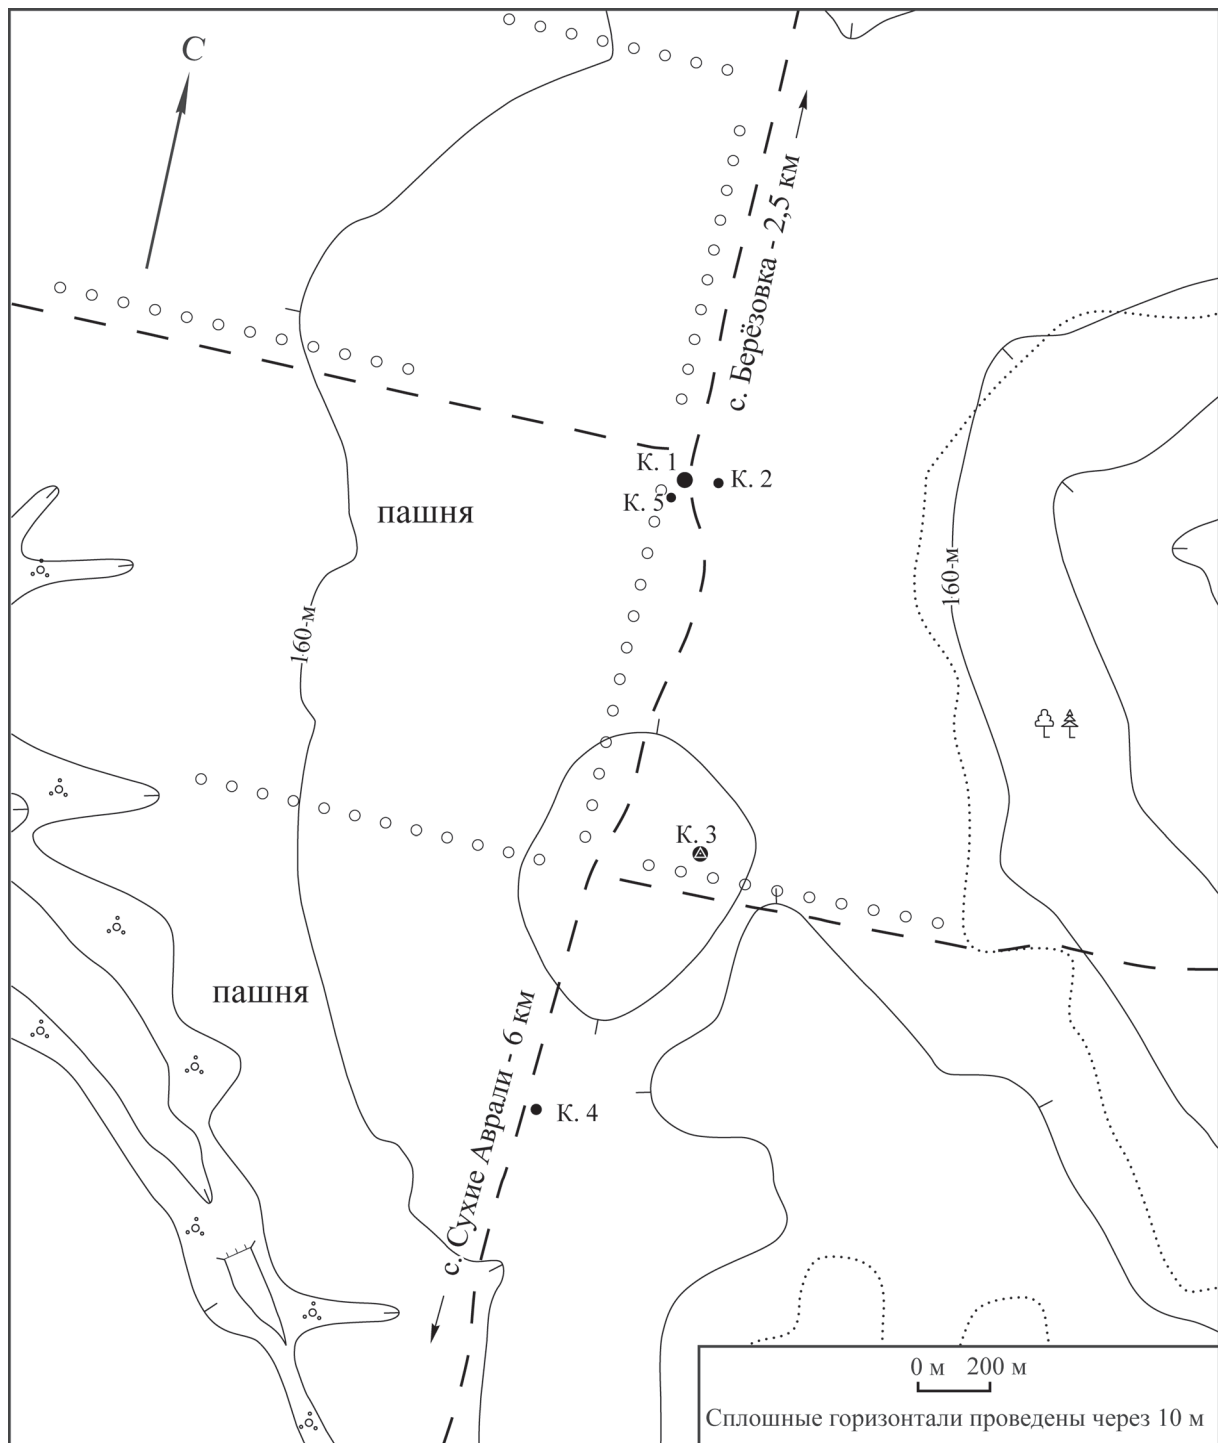 С
с. Берёзовка - 2,5 км
К. 1
К. 2
К. 5
пашня
160 м
160 м
К. 3
пашня
с. Сухие Аврали - 6 км
К. 4
0 м 200 м
Сплошные горизонтали проведены через 10 м